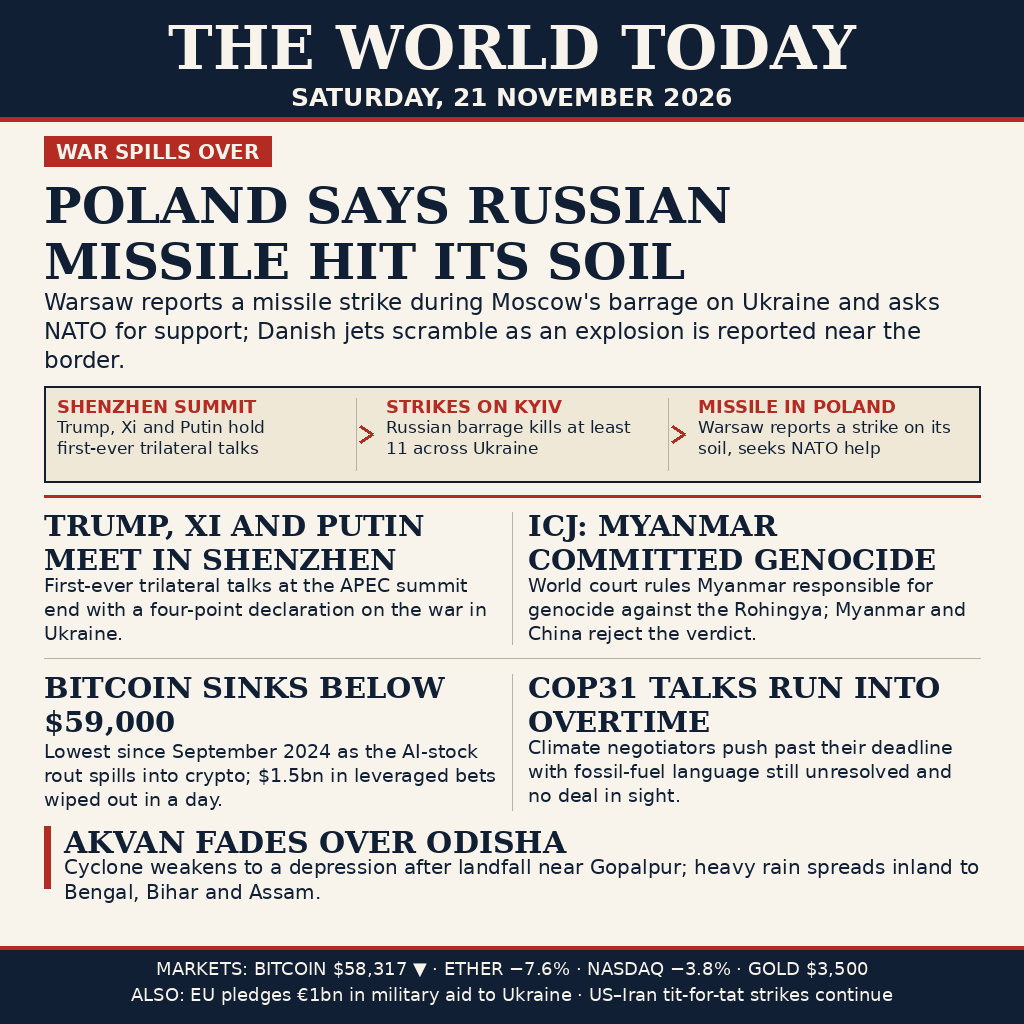 THE WORLD TODAY
SATURDAY, 21 NOVEMBER 2026
WAR SPILLS OVER
POLAND SAYS RUSSIAN
MISSILE HIT ITS SOIL
Warsaw reports a missile strike during Moscow's barrage on Ukraine and asks
NATO for support; Danish jets scramble as an explosion is reported near the
border.
SHENZHEN SUMMIT
Trump, Xi and Putin hold
first-ever trilateral talks
STRIKES ON KYIV
Russian barrage kills at least
11 across Ukraine
MISSILE IN POLAND
Warsaw reports a strike on its
soil, seeks NATO help
TRUMP, XI AND PUTIN
MEET IN SHENZHEN
First-ever trilateral talks at the APEC summit
end with a four-point declaration on the war in
Ukraine.
ICJ: MYANMAR
COMMITTED GENOCIDE
World court rules Myanmar responsible for
genocide against the Rohingya; Myanmar and
China reject the verdict.
BITCOIN SINKS BELOW
$59,000
Lowest since September 2024 as the AI-stock
rout spills into crypto; $1.5bn in leveraged bets
wiped out in a day.
COP31 TALKS RUN INTO
OVERTIME
Climate negotiators push past their deadline
with fossil-fuel language still unresolved and
no deal in sight.
AKVAN FADES OVER ODISHA
Cyclone weakens to a depression after landfall near Gopalpur; heavy rain spreads inland to
Bengal, Bihar and Assam.
MARKETS: BITCOIN $58,317 ▼ · ETHER −7.6% · NASDAQ −3.8% · GOLD $3,500
ALSO: EU pledges €1bn in military aid to Ukraine · US–Iran tit-for-tat strikes continue